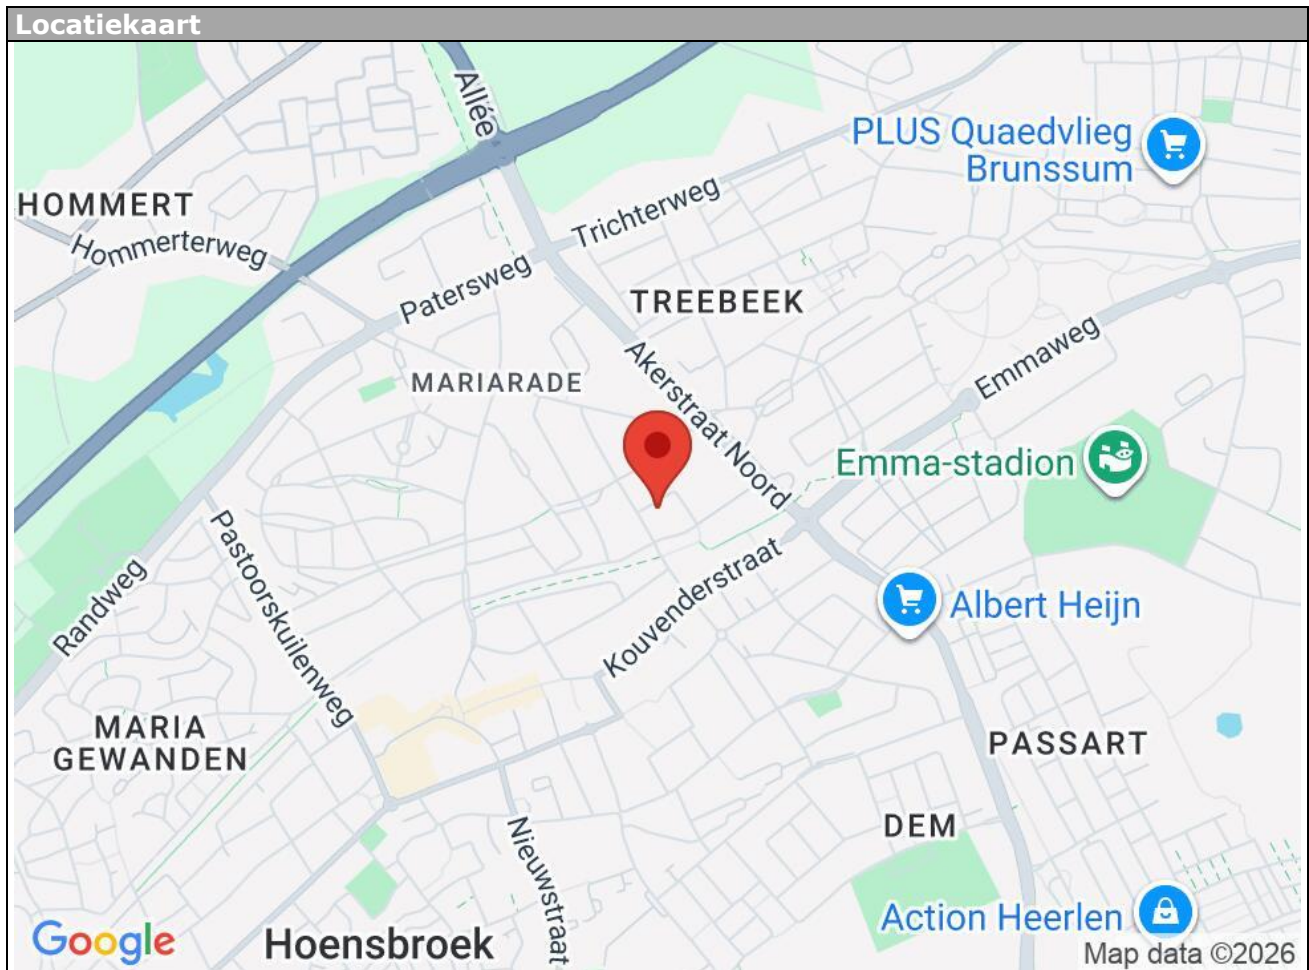 Locatiekaart
Allée
PLUS Quaedvlieg
Brunssum
HOMMERT
Hommerterweg
Trichterweg
Patersweg
TREEBEEK
Emmaweg
Akerstraat Noord
MARIARADE
Emma-stadion
Pastoorskuilenweg
Randweg
Kouvenderstraat
Albert Heijn
MARIA
GEWANDEN
PASSART
DEM
Nieuwstraat
Action Heerlen
Google
Hoensbroek
Map data ©2026